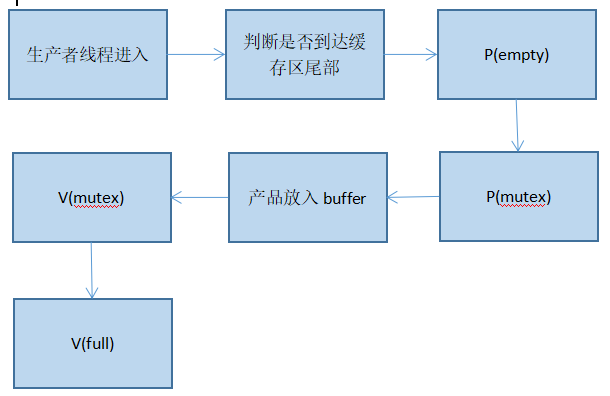 生产者线程进入
判断是否到达缓
存区尾部
P(empty)
P(mutex)
产品放入 buffer
V(mutex)
V(full)